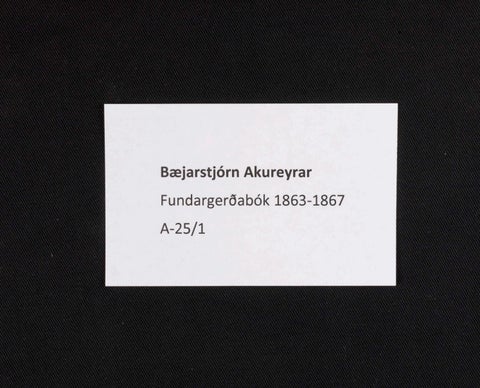 Bæjarstjórn Akureyrar
Fundargerðabók 1863-1867
A-25/1